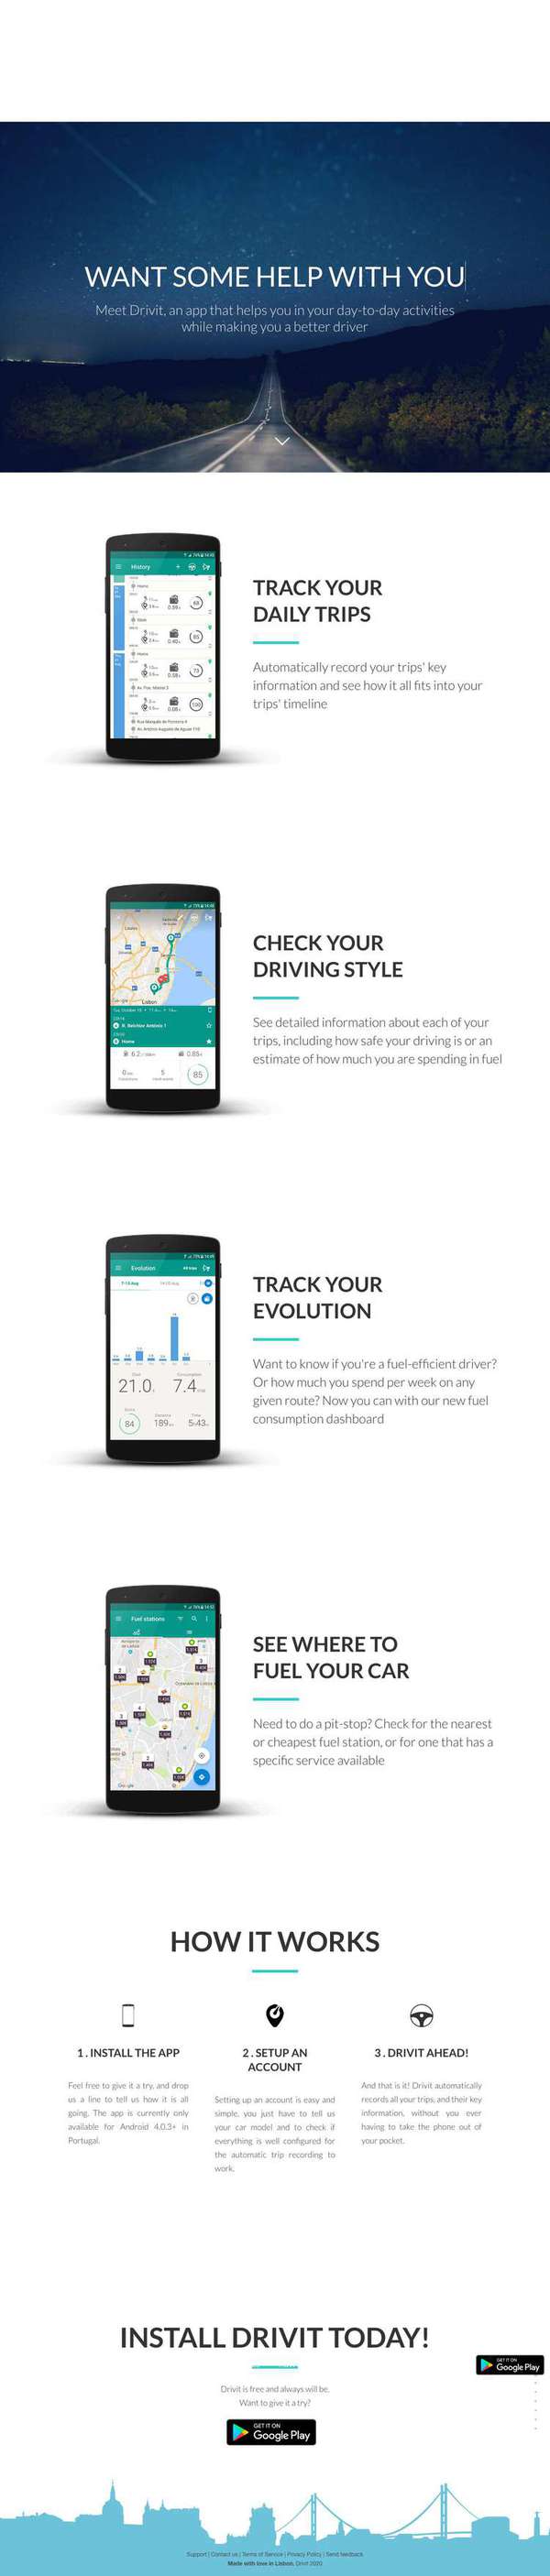 WANT SOME HELP WITH YOU
Meet Drivit, an app that helps you in your day-to-day activities
while making you a better driver
History
TRACK YOUR
DAILY TRIPS
Automatically record your trips' key
information and see how it all fits into your
trips' timeline
CHECK YOUR
DRIVING STYLE
See detailed information about each of your
trips, including how safe your driving is or an
estimate of how much you are spending in fuel
Lisbon
Home
85
Evolution
TRACK YOUR
EVOLUTION
Want to know if you're a fuel-efficient driver?
Or how much you spend per week on any
given route? Now you can with our new fuel
consumption dashboard
21.0
7.4
84
189
5h43
Fuel stations
SEE WHERE TO
FUEL YOUR CAR
Need to do a pit-stop? Check for the nearest
or cheapest fuel station, or for one that has a
specific service available
HOW IT WORKS
1 . INSTALL THE APP
Feel free to give it a try, and drop
us a line to tell us how it is all
going. The app is currently only
available for Android 4.0.3+ in
Portugal.
2 . SETUP AN
ACCOUNT
Setting up an account is easy and
simple, you just have to tell us
your car model and to check if
everything is well configured for
the automatic trip recording to
work.
3 . DRIVIT AHEAD!
And that is it! Drivit automatically
records all your trips, and their key
information, without you ever
having to take the phone out of
your pocket.
INSTALL DRIVIT TODAY!
GET IT ON
Google Play
Drivit is free and always will be.
Want to give it a try?
GET IT ON
Google Play
Support | Contact us | Terms of Service | Privacy Policy | Send feedback
Made with love in Lisbon, Drivit 2020